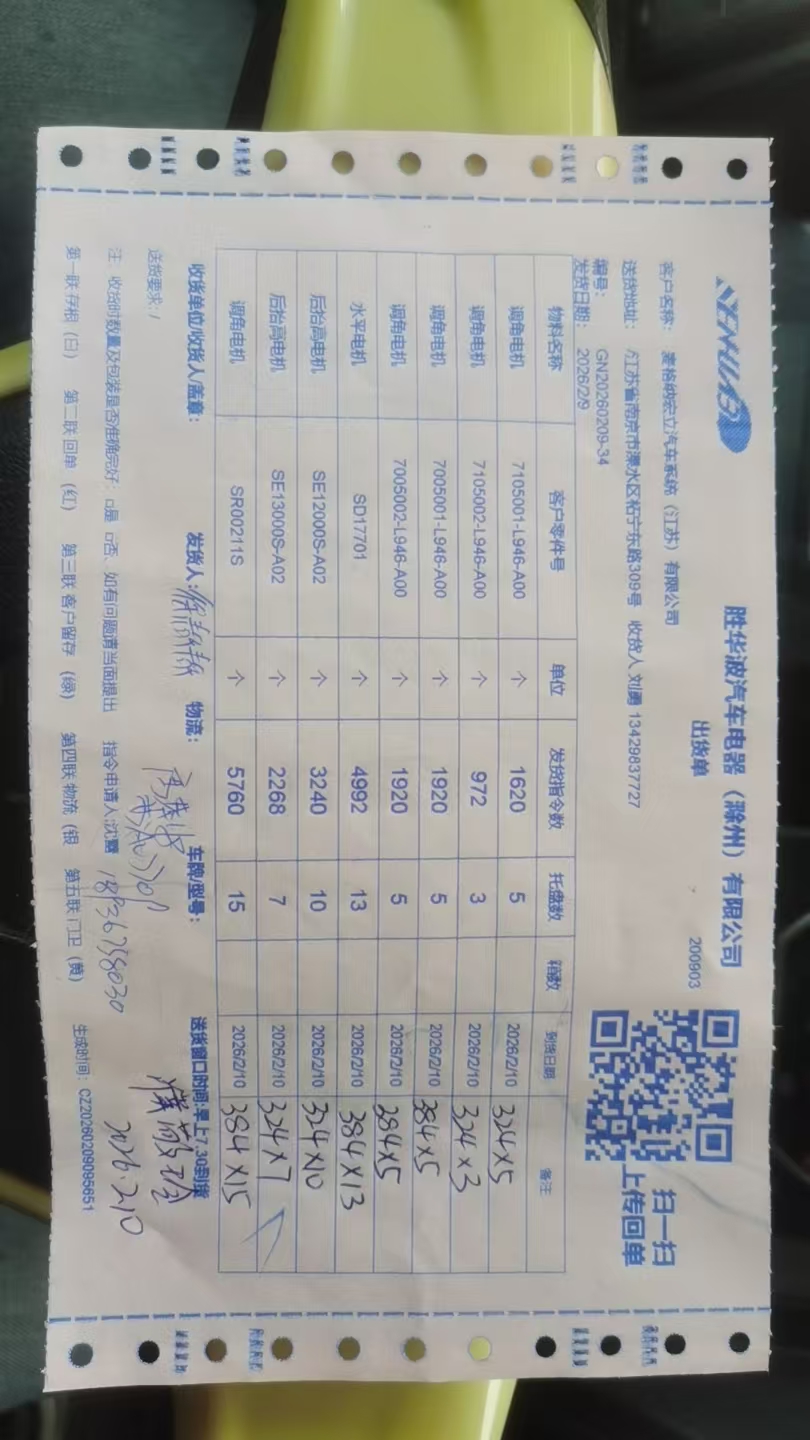 SENHWA
胜华波汽车电器（滁州）有限公司
出货单
200903
扫一扫
上传回单
客户名称： 麦格纳宏立汽车系统（江苏）有限公司
送货地址： /江苏省南京市溧水区柘宁东路309号 收货人 刘勇 13429837727
编号： GN20260209-34
发货日期： 2026/2/9
物料名称 客户零件号 单位 发货指令数 托盘数 箱数 到货日期 备注
调角电机 7105001-L946-A00 个 1620 5 2026/2/10 324×5
调角电机 7105002-L946-A00 个 972 3 2026/2/10 324×3
调角电机 7005001-L946-A00 个 1920 5 2026/2/10 384×5
调角电机 7005002-L946-A00 个 1920 5 2026/2/10 384×5
水平电机 SD17701 个 4992 13 2026/2/10 384×13
后抬高电机 SE12000S-A02 个 3240 10 2026/2/10 324×10
后抬高电机 SE13000S-A02 个 2268 7 2026/2/10 324×7
调角电机 SR00211S 个 5760 15 2026/2/10 384×15
收货单位/收货人/盖章： 发货人： 物流： 车牌/型号： 送货窗口时间:早上7.30到货
送货要求：/
注：收货时数量及包装是否准确完好：□是 □否、如有问题请当面提出 指令申请人:沈 18936758030 2026.2.10
第一联 存根（白） 第二联 回单（红） 第三联 客户留存（绿） 第四联 物流（银 第五联 门卫（黄） 生成时间：CZ20260209095651